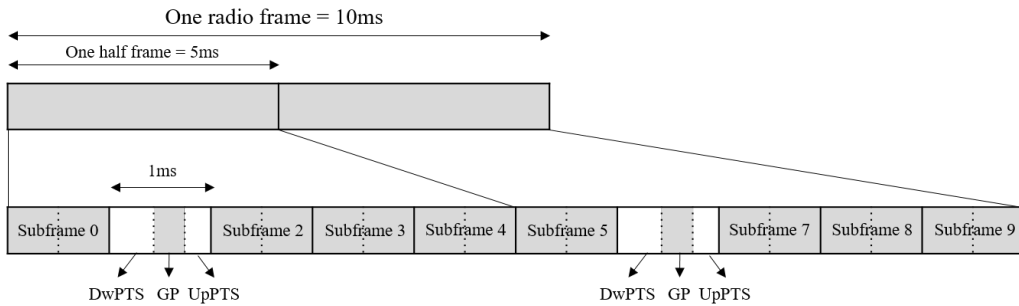 One radio frame = 10ms
One half frame = 5ms
1ms
Subframe 0 Subframe 2 Subframe 3 Subframe 4 Subframe 5 Subframe 7 Subframe 8 Subframe 9
DwPTS GP UpPTS DwPTS GP UpPTS